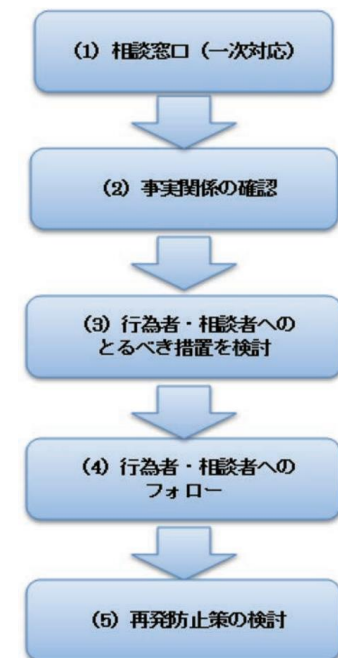 (1) 相談窓口（一次対応）
(2) 事実関係の確認
(3) 行為者・相談者への
とるべき措置を検討
(4) 行為者・相談者への
フォロー
(5) 再発防止策の検討